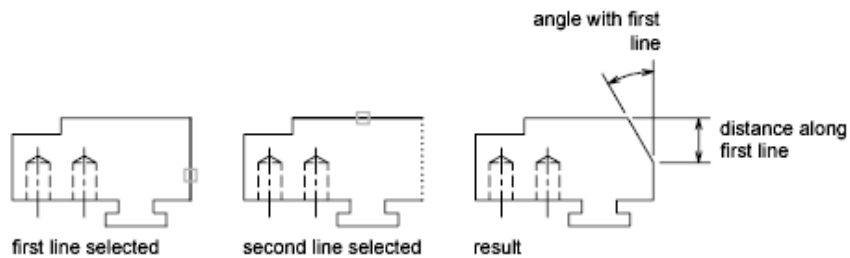 angle with first
line
distance along
first line
first line selected
second line selected
result